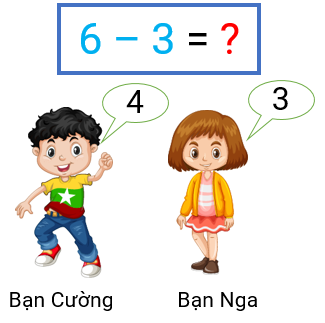 6 – 3 = ?
4
3
Bạn Cường
Bạn Nga